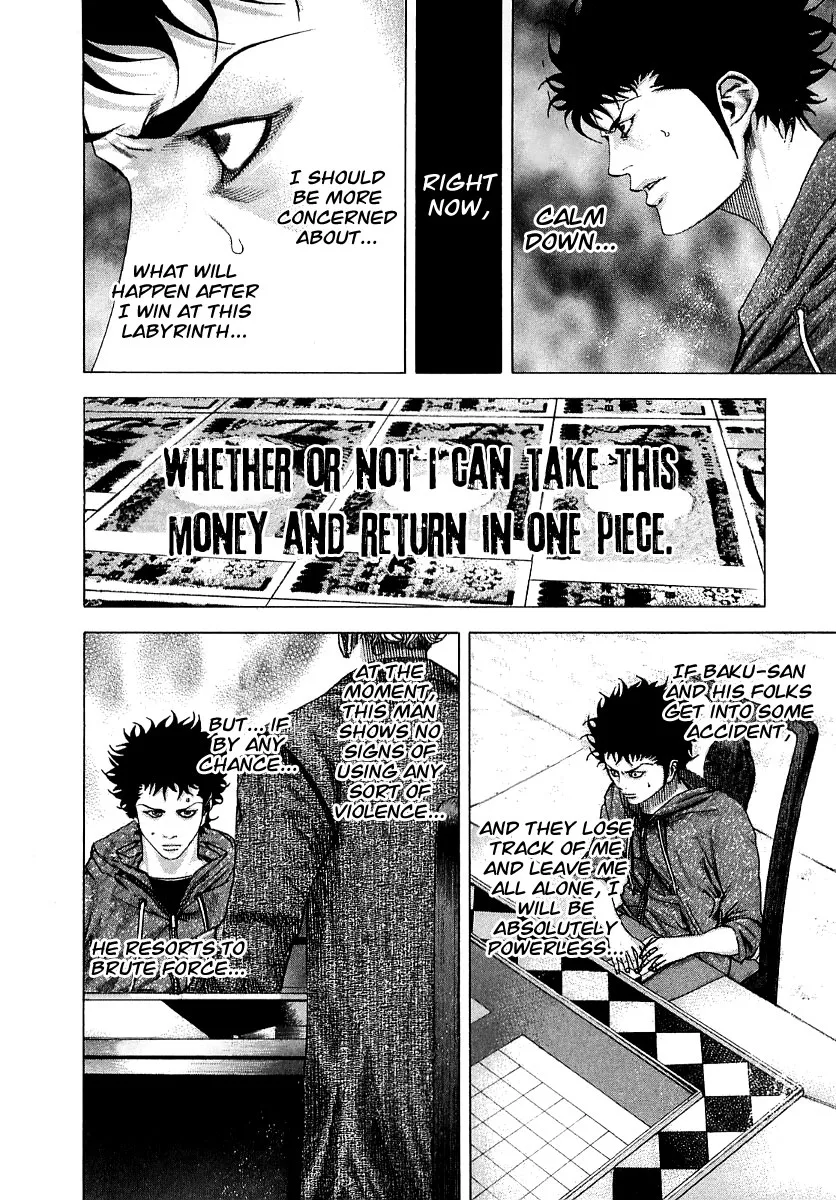 CALM
DOWN...
RIGHT
NOW,
I SHOULD
BE MORE
CONCERNED
ABOUT...
WHAT WILL
HAPPEN AFTER
I WIN AT THIS
LABYRINTH...
WHETHER OR NOT I CAN TAKE THIS
MONEY AND RETURN IN ONE PIECE.
IF BAKU-SAN
AND HIS FOLKS
GET INTO SOME
ACCIDENT,
AND THEY LOSE
TRACK OF ME
AND LEAVE ME
ALL ALONE, I
WILL BE
ABSOLUTELY
POWERLESS...
AT THE
MOMENT,
THIS MAN
SHOWS NO
SIGNS OF
USING ANY
SORT OF
VIOLENCE...
BUT... IF
BY ANY
CHANCE...
HE RESORTS TO
BRUTE FORCE...